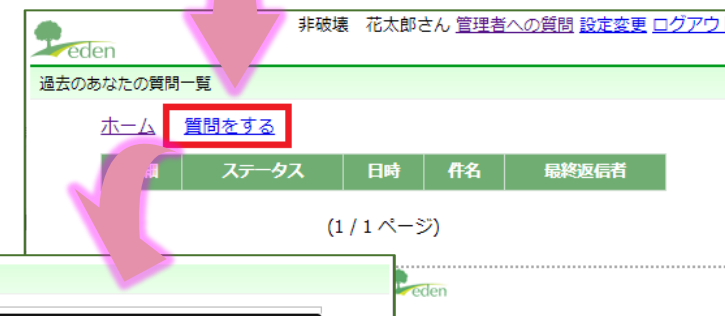 非破壊 花太郎さん 管理者への質問 設定変更 ログアウ
eden
過去のあなたの質問一覧
ホーム 質問をする
ステータス 日時 件名 最終返信者
(1 / 1 ページ)
eden